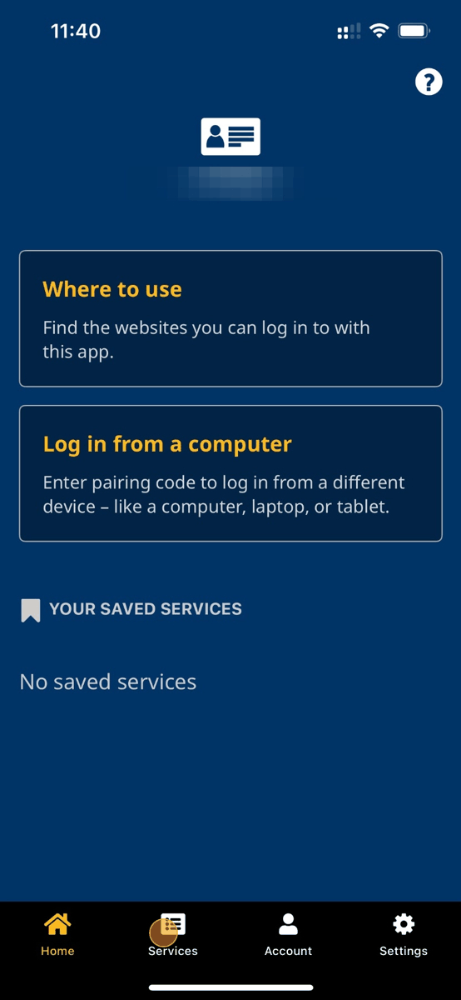 11:40
?
Where to use
Find the websites you can log in to with
this app.
Log in from a computer
Enter pairing code to log in from a different
device – like a computer, laptop, or tablet.
YOUR SAVED SERVICES
No saved services
Home
Services
Account
Settings